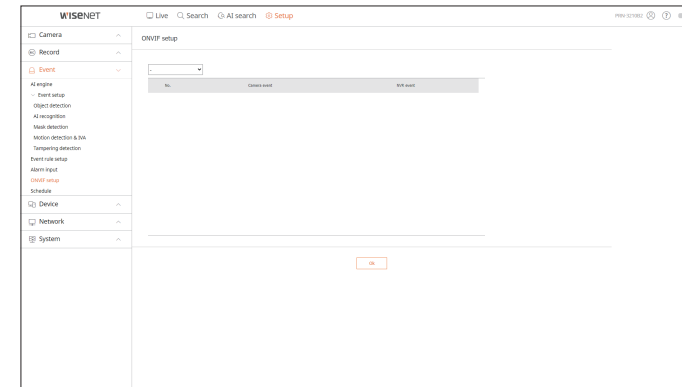 WISENET
Live Search AI search Setup
Camera
ONVIF setup
Record
Event
-
No. Camera event NVR event
AI engine
Event setup
Object detection
AI recognition
Mask detection
Motion detection & IVA
Tampering detection
Event rule setup
Alarm input
ONVIF setup
Schedule
Device
Network
System
OK